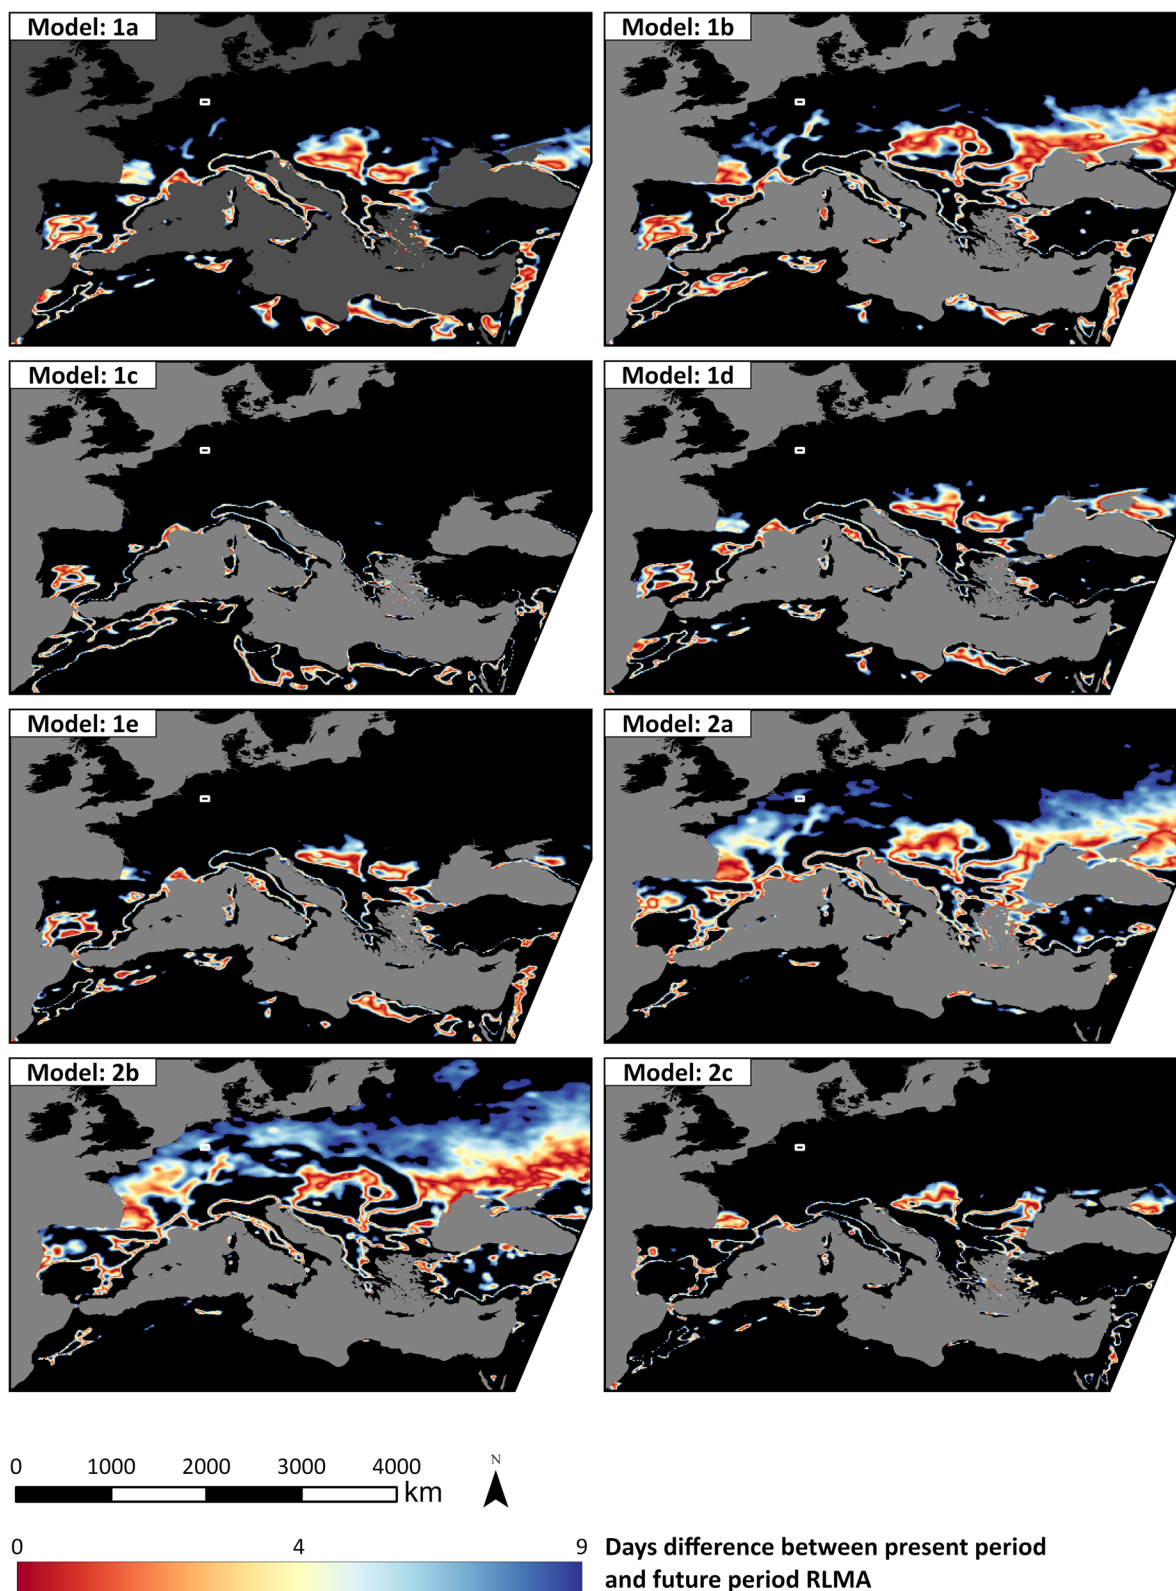 Model: 1a
Model: 1b
Model: 1c
Model: 1d
Model: 1e
Model: 2a
Model: 2b
Model: 2c
0 1000 2000 3000 4000
km
N
0 4 9
Days difference between present period
and future period RLMA